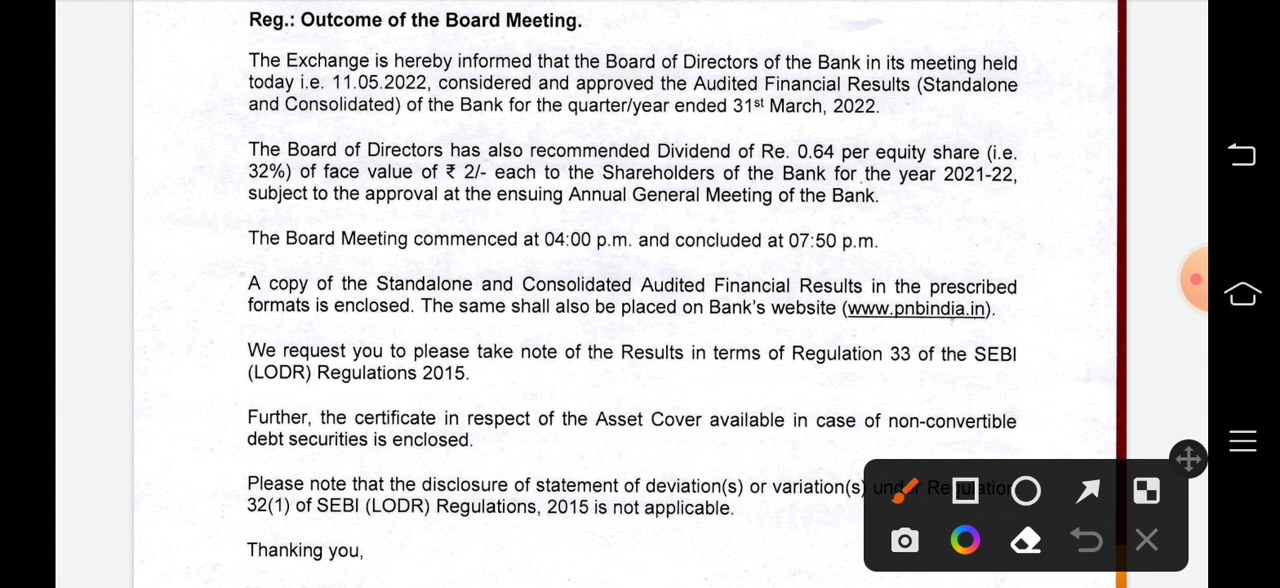 Reg.: Outcome of the Board Meeting.
The Exchange is hereby informed that the Board of Directors of the Bank in its meeting held
today i.e. 11.05.2022, considered and approved the Audited Financial Results (Standalone
and Consolidated) of the Bank for the quarter/year ended 31st March, 2022.
The Board of Directors has also recommended Dividend of Re. 0.64 per equity share (i.e.
32%) of face value of ₹ 2/- each to the Shareholders of the Bank for the year 2021-22,
subject to the approval at the ensuing Annual General Meeting of the Bank.
The Board Meeting commenced at 04:00 p.m. and concluded at 07:50 p.m.
A copy of the Standalone and Consolidated Audited Financial Results in the prescribed
formats is enclosed. The same shall also be placed on Bank's website (www.pnbindia.in).
We request you to please take note of the Results in terms of Regulation 33 of the SEBI
(LODR) Regulations 2015.
Further, the certificate in respect of the Asset Cover available in case of non-convertible
debt securities is enclosed.
Please note that the disclosure of statement of deviation(s) or variation(s) under Regulation
32(1) of SEBI (LODR) Regulations, 2015 is not applicable.
Thanking you,